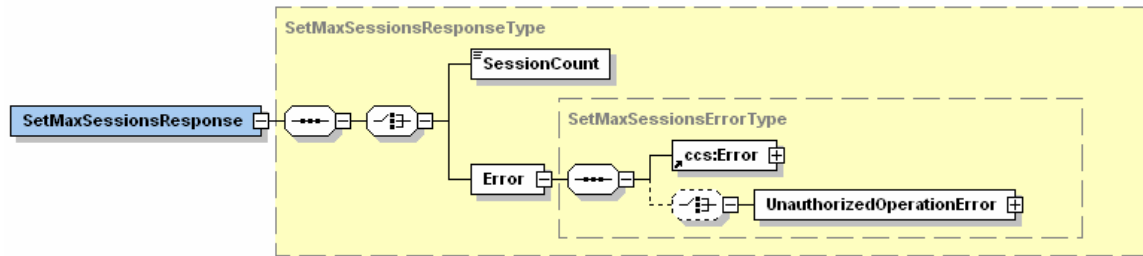 SetMaxSessionsResponseType
SessionCount
SetMaxSessionsResponse
SetMaxSessionsErrorType
ccs:Error
Error
UnauthorizedOperationError